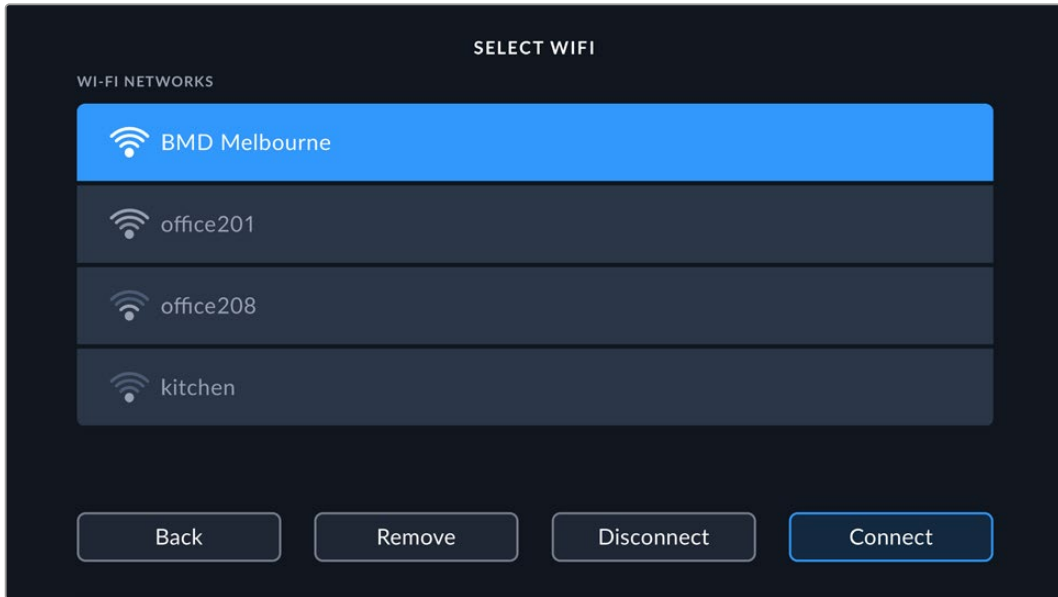 SELECT WIFI
WI-FI NETWORKS
BMD Melbourne
office201
office208
kitchen
Back Remove Disconnect Connect